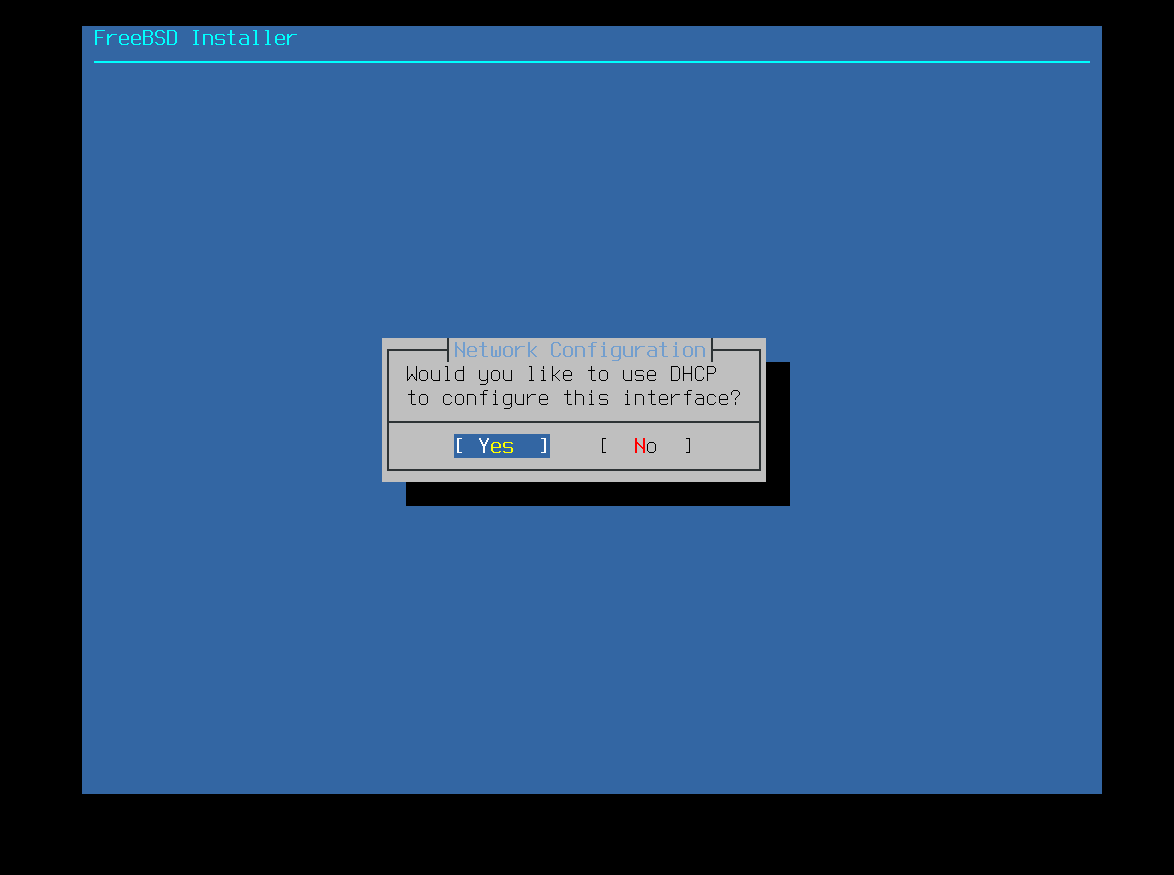 FreeBSD Installer
Network Configuration
Would you like to use DHCP
to configure this interface?
[ Yes ] [ No ]